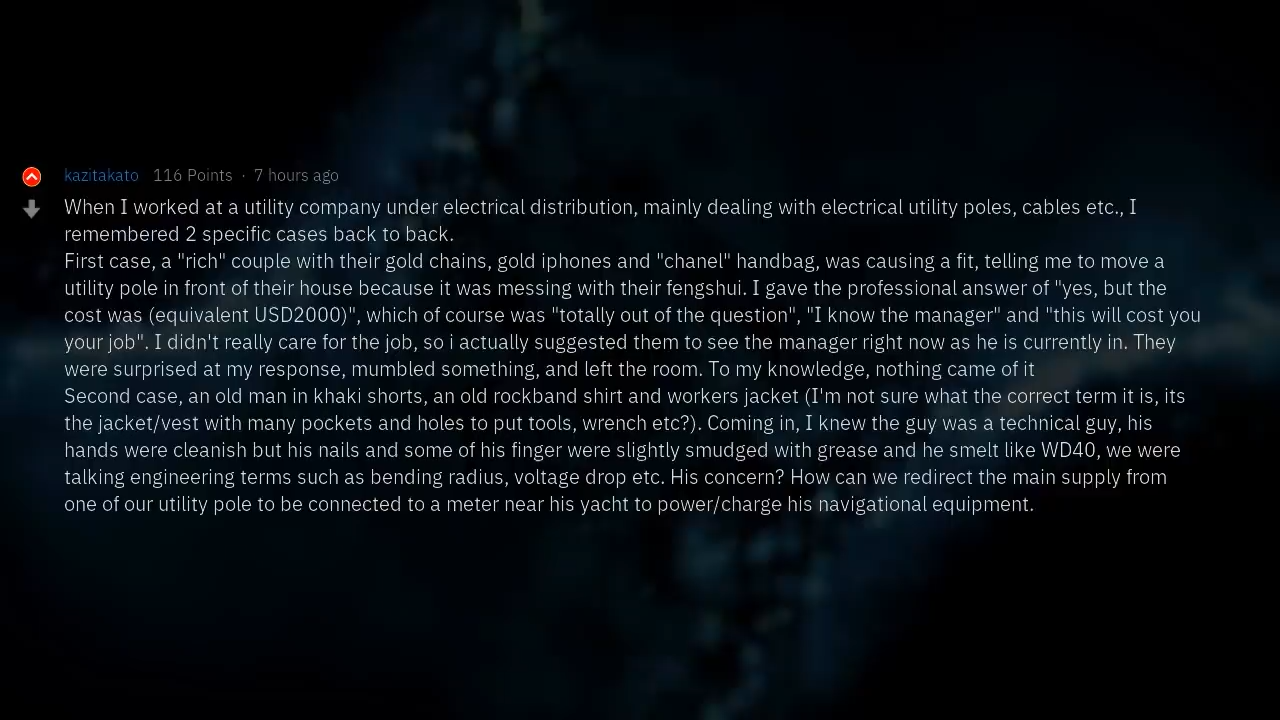 kazitakato 116 Points · 7 hours ago
When I worked at a utility company under electrical distribution, mainly dealing with electrical utility poles, cables etc., I
remembered 2 specific cases back to back.
First case, a "rich" couple with their gold chains, gold iphones and "chanel" handbag, was causing a fit, telling me to move a
utility pole in front of their house because it was messing with their fengshui. I gave the professional answer of "yes, but the
cost was (equivalent USD2000)", which of course was "totally out of the question", "I know the manager" and "this will cost you
your job". I didn't really care for the job, so i actually suggested them to see the manager right now as he is currently in. They
were surprised at my response, mumbled something, and left the room. To my knowledge, nothing came of it
Second case, an old man in khaki shorts, an old rockband shirt and workers jacket (I'm not sure what the correct term it is, its
the jacket/vest with many pockets and holes to put tools, wrench etc?). Coming in, I knew the guy was a technical guy, his
hands were cleanish but his nails and some of his finger were slightly smudged with grease and he smelt like WD40, we were
talking engineering terms such as bending radius, voltage drop etc. His concern? How can we redirect the main supply from
one of our utility pole to be connected to a meter near his yacht to power/charge his navigational equipment.